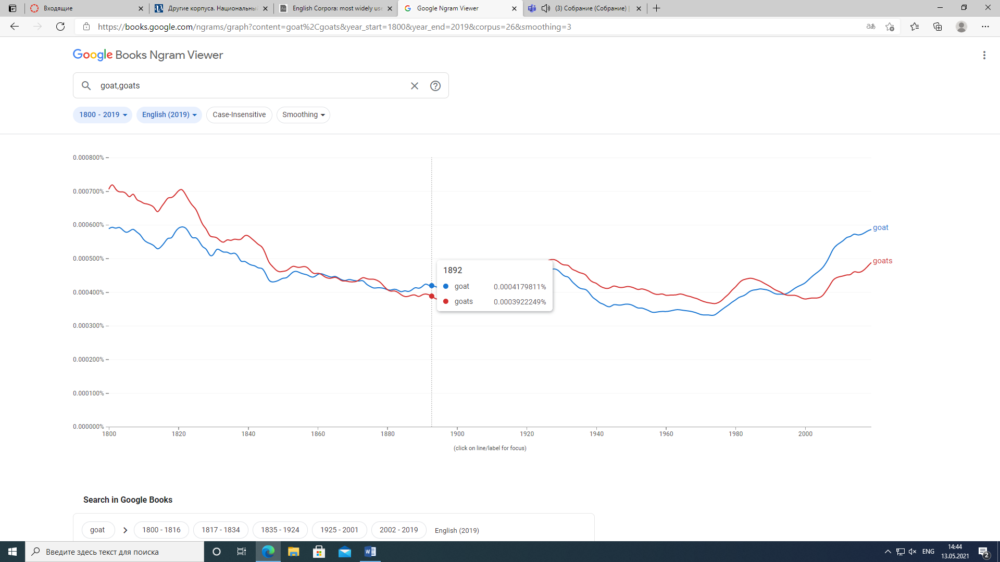 Входящие
Другие корпуса. Национальный
English Corpora: most widely use
Google Ngram Viewer
(3) Собрание (Собрание) |
https://books.google.com/ngrams/graph?content=goat%2Cgoats&year_start=1800&year_end=2019&corpus=26&smoothing=3
Google Books Ngram Viewer
goat,goats
1800 - 2019
English (2019)
Case-Insensitive
Smoothing
0.000800%
0.000700%
0.000600%
0.000500%
0.000400%
0.000300%
0.000200%
0.000100%
0.000000%
goat
goats
1892
goat 0.0004179811%
goats 0.0003922249%
1800 1820 1840 1860 1880 1900 1920 1940 1960 1980 2000
(click on line/label for focus)
Search in Google Books
goat 1800 - 1816 1817 - 1834 1835 - 1924 1925 - 2001 2002 - 2019 English (2019)
Введите здесь текст для поиска
ENG
14:44
13.05.2021
2